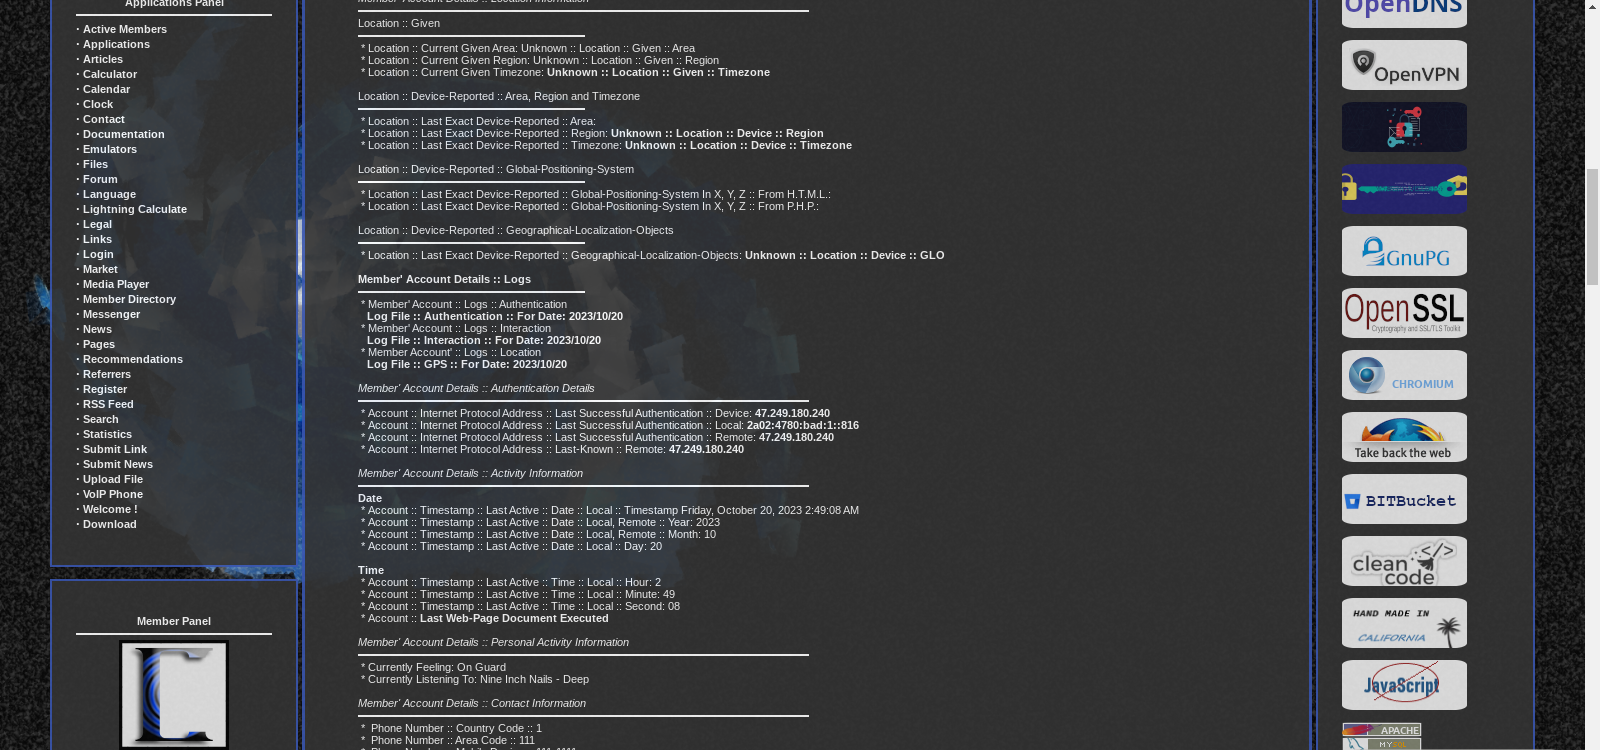 Applications Panel
· Active Members
· Applications
· Articles
· Calculator
· Calendar
· Clock
· Contact
· Documentation
· Emulators
· Files
· Forum
· Language
· Lightning Calculate
· Legal
· Links
· Login
· Market
· Media Player
· Member Directory
· Messenger
· News
· Pages
· Recommendations
· Referrers
· Register
· RSS Feed
· Search
· Statistics
· Submit Link
· Submit News
· Upload File
· VoIP Phone
· Welcome !
· Download
Member Panel
Member' Account Details :: Location Information
Location :: Given
* Location :: Current Given Area: Unknown :: Location :: Given :: Area
* Location :: Current Given Region: Unknown :: Location :: Given :: Region
* Location :: Current Given Timezone: Unknown :: Location :: Given :: Timezone
Location :: Device-Reported :: Area, Region and Timezone
* Location :: Last Exact Device-Reported :: Area:
* Location :: Last Exact Device-Reported :: Region: Unknown :: Location :: Device :: Region
* Location :: Last Exact Device-Reported :: Timezone: Unknown :: Location :: Device :: Timezone
Location :: Device-Reported :: Global-Positioning-System
* Location :: Last Exact Device-Reported :: Global-Positioning-System In X, Y, Z :: From H.T.M.L.:
* Location :: Last Exact Device-Reported :: Global-Positioning-System In X, Y, Z :: From P.H.P.:
Location :: Device-Reported :: Geographical-Localization-Objects
* Location :: Last Exact Device-Reported :: Geographical-Localization-Objects: Unknown :: Location :: Device :: GLO
Member' Account Details :: Logs
* Member' Account :: Logs :: Authentication
Log File :: Authentication :: For Date: 2023/10/20
* Member' Account :: Logs :: Interaction
Log File :: Interaction :: For Date: 2023/10/20
* Member Account' :: Logs :: Location
Log File :: GPS :: For Date: 2023/10/20
Member' Account Details :: Authentication Details
* Account :: Internet Protocol Address :: Last Successful Authentication :: Device: 47.249.180.240
* Account :: Internet Protocol Address :: Last Successful Authentication :: Local: 2a02:4780:bad:1::816
* Account :: Internet Protocol Address :: Last Successful Authentication :: Remote: 47.249.180.240
* Account :: Internet Protocol Address :: Last-Known :: Remote: 47.249.180.240
Member' Account Details :: Activity Information
Date
* Account :: Timestamp :: Last Active :: Date :: Local :: Timestamp Friday, October 20, 2023 2:49:08 AM
* Account :: Timestamp :: Last Active :: Date :: Local, Remote :: Year: 2023
* Account :: Timestamp :: Last Active :: Date :: Local, Remote :: Month: 10
* Account :: Timestamp :: Last Active :: Date :: Local :: Day: 20
Time
* Account :: Timestamp :: Last Active :: Time :: Local :: Hour: 2
* Account :: Timestamp :: Last Active :: Time :: Local :: Minute: 49
* Account :: Timestamp :: Last Active :: Time :: Local :: Second: 08
* Account :: Last Web-Page Document Executed
Member' Account Details :: Personal Activity Information
* Currently Feeling: On Guard
* Currently Listening To: Nine Inch Nails - Deep
Member' Account Details :: Contact Information
* Phone Number :: Country Code :: 1
* Phone Number :: Area Code :: 111
OpenDNS
OpenVPN
GnuPG
OpenSSL
Cryptography and SSL/TLS Toolkit
CHROMIUM
Take back the web
BITBucket
</>
clean
code
HAND MADE IN
CALIFORNIA
JavaScript
APACHE